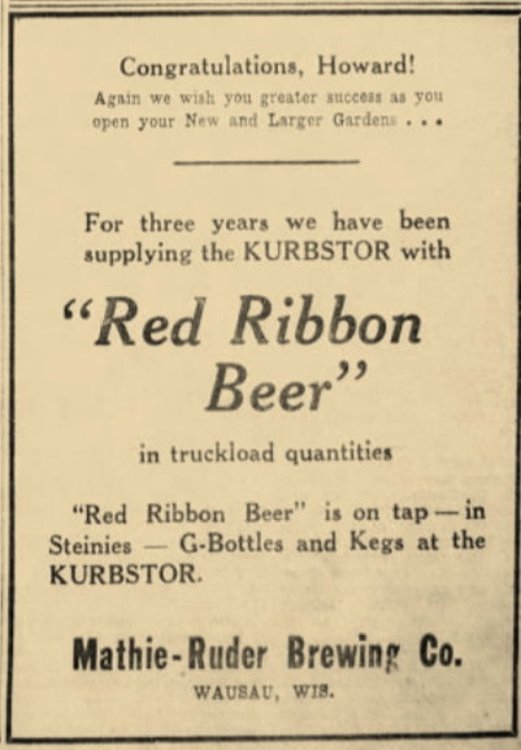 Congratulations, Howard!
Again we wish you greater success as you
open your New and Larger Gardens . . .
For three years we have been
supplying the KURBSTOR with
"Red Ribbon
Beer"
in truckload quantities
"Red Ribbon Beer" is on tap — in
Steinies — G-Bottles and Kegs at the
KURBSTOR.
Mathie-Ruder Brewing Co.
WAUSAU, WIS.